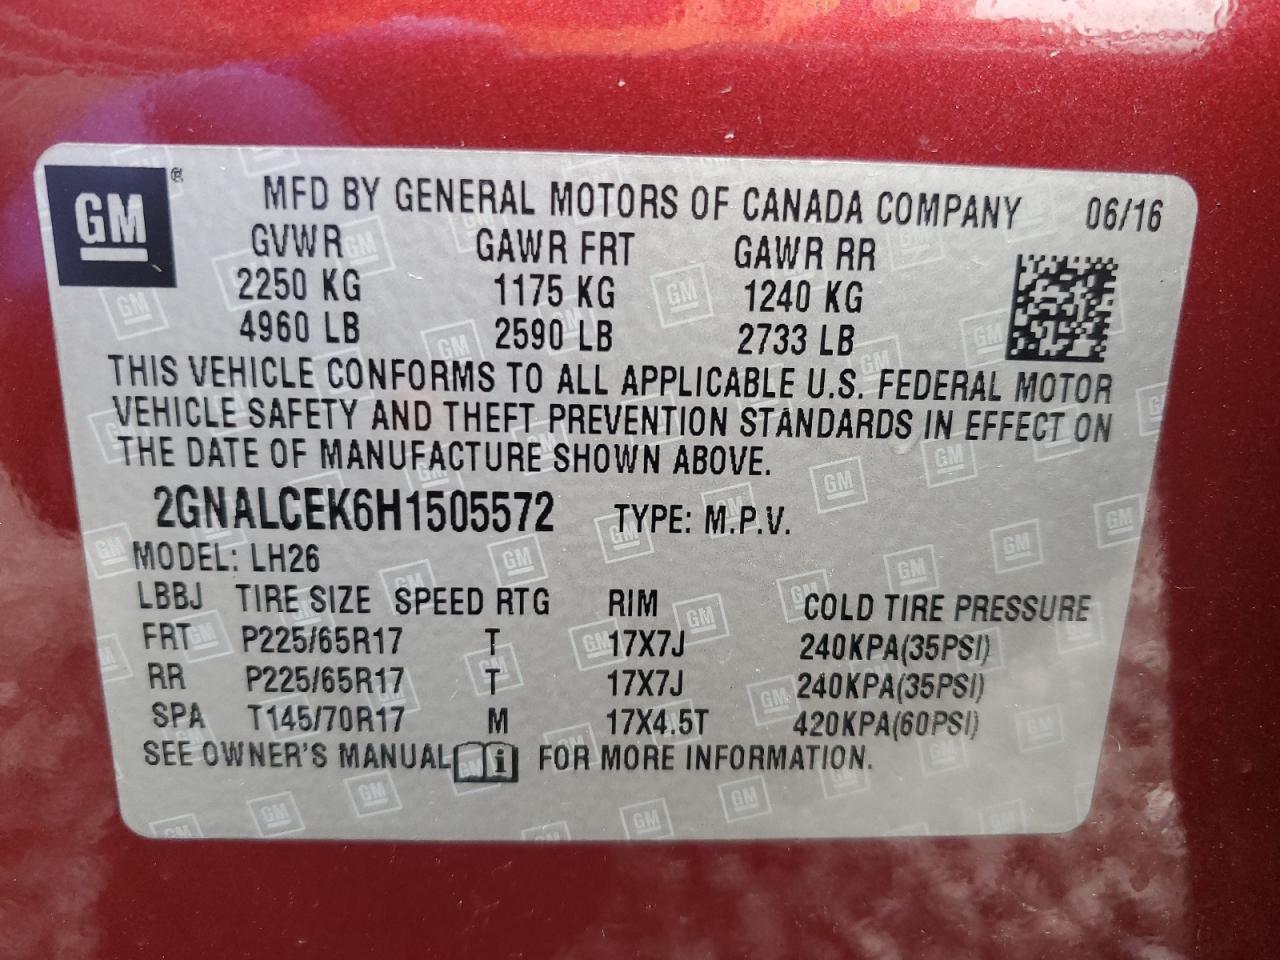 GM ®
MFD BY GENERAL MOTORS OF CANADA COMPANY 06/16
GVWR GAWR FRT GAWR RR
2250 KG 1175 KG 1240 KG
4960 LB 2590 LB 2733 LB
THIS VEHICLE CONFORMS TO ALL APPLICABLE U.S. FEDERAL MOTOR
VEHICLE SAFETY AND THEFT PREVENTION STANDARDS IN EFFECT ON
THE DATE OF MANUFACTURE SHOWN ABOVE.
2GNALCEK6H1505572 TYPE: M.P.V.
MODEL: LH26
LBBJ TIRE SIZE SPEED RTG RIM COLD TIRE PRESSURE
FRT P225/65R17 T 17X7J 240KPA(35PSI)
RR P225/65R17 T 17X7J 240KPA(35PSI)
SPA T145/70R17 M 17X4.5T 420KPA(60PSI)
SEE OWNER'S MANUAL i FOR MORE INFORMATION.